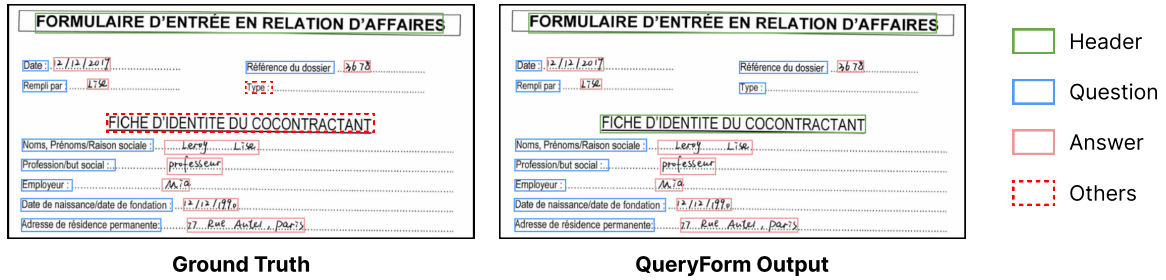 FORMULAIRE D'ENTRÉE EN RELATION D'AFFAIRES
Date : 12/12/2017 Référence du dossier 3678
Rempli par : Lise Type :
FICHE D'IDENTITE DU COCONTRACTANT
Noms, Prénoms/Raison sociale : Leroy Lise
Profession/but social : professeur
Employeur : Mia
Date de naissance/date de fondation : 12/12/1990
Adresse de résidence permanente: 27 Rue Antes, paris
Ground Truth
FORMULAIRE D'ENTRÉE EN RELATION D'AFFAIRES
Date : 12/12/2017 Référence du dossier 3678
Rempli par : Lise Type :
FICHE D'IDENTITE DU COCONTRACTANT
Noms, Prénoms/Raison sociale : Leroy Lise
Profession/but social : professeur
Employeur : Mia
Date de naissance/date de fondation : 12/12/1990
Adresse de résidence permanente: 27 Rue Antes, paris
QueryForm Output
Header
Question
Answer
Others